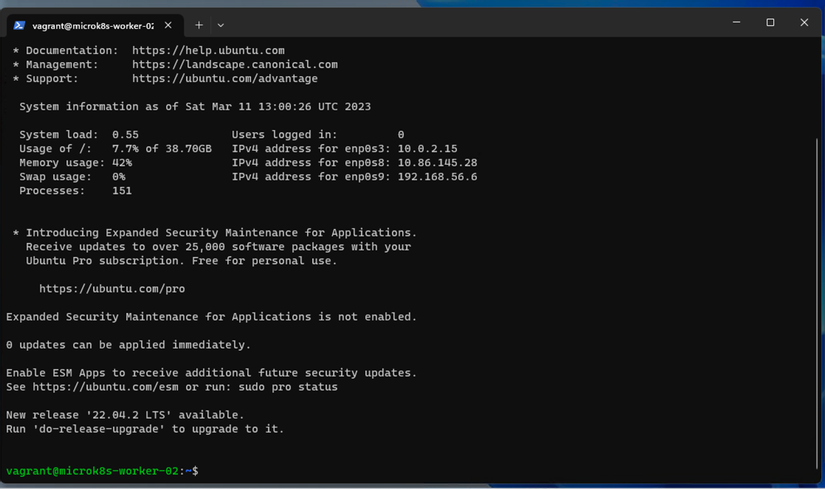 vagrant@microk8s-worker-02:
* Documentation:  https://help.ubuntu.com
* Management:     https://landscape.canonical.com
* Support:        https://ubuntu.com/advantage
System information as of Sat Mar 11 13:00:26 UTC 2023
System load:  0.55               Users logged in:         0
Usage of /:   7.7% of 38.70GB   IPv4 address for enp0s3: 10.0.2.15
Memory usage: 42%               IPv4 address for enp0s8: 10.86.145.28
Swap usage:   0%                IPv4 address for enp0s9: 192.168.56.6
Processes:    151
* Introducing Expanded Security Maintenance for Applications.
Receive updates to over 25,000 software packages with your
Ubuntu Pro subscription. Free for personal use.
https://ubuntu.com/pro
Expanded Security Maintenance for Applications is not enabled.
0 updates can be applied immediately.
Enable ESM Apps to receive additional future security updates.
See https://ubuntu.com/esm or run: sudo pro status
New release '22.04.2 LTS' available.
Run 'do-release-upgrade' to upgrade to it.
vagrant@microk8s-worker-02:~$